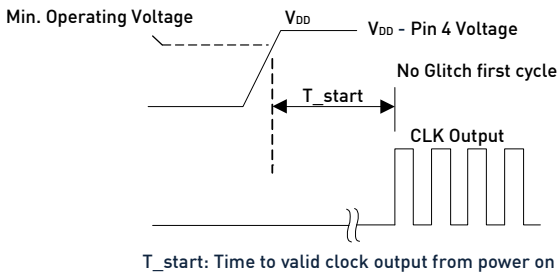 Min. Operating Voltage
VDD
VDD - Pin 4 Voltage
No Glitch first cycle
T_start
CLK Output
T_start: Time to valid clock output from power on